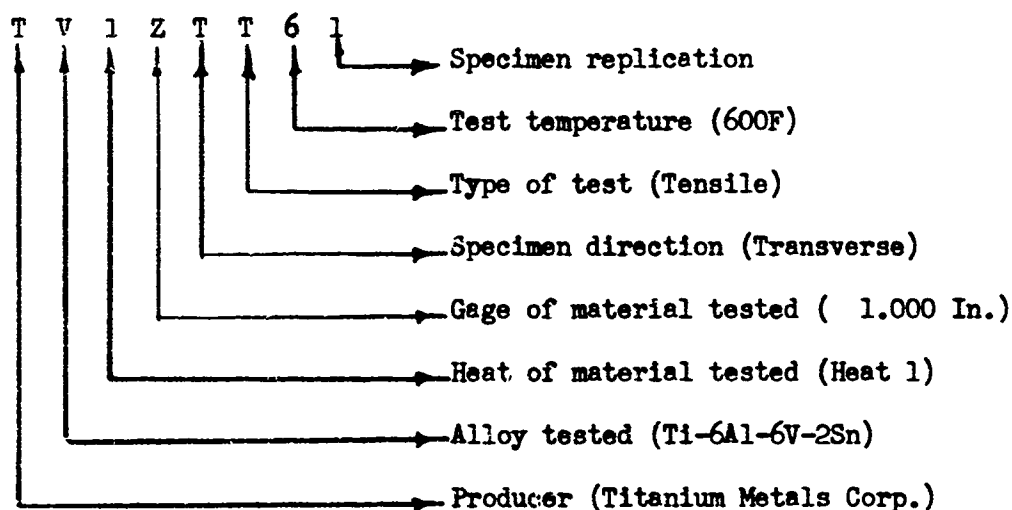 T V 1 Z T T 6 1
Specimen replication
Test temperature (600F)
Type of test (Tensile)
Specimen direction (Transverse)
Gage of material tested ( 1.000 In.)
Heat of material tested (Heat 1)
Alloy tested (Ti-6Al-6V-2Sn)
Producer (Titanium Metals Corp.)